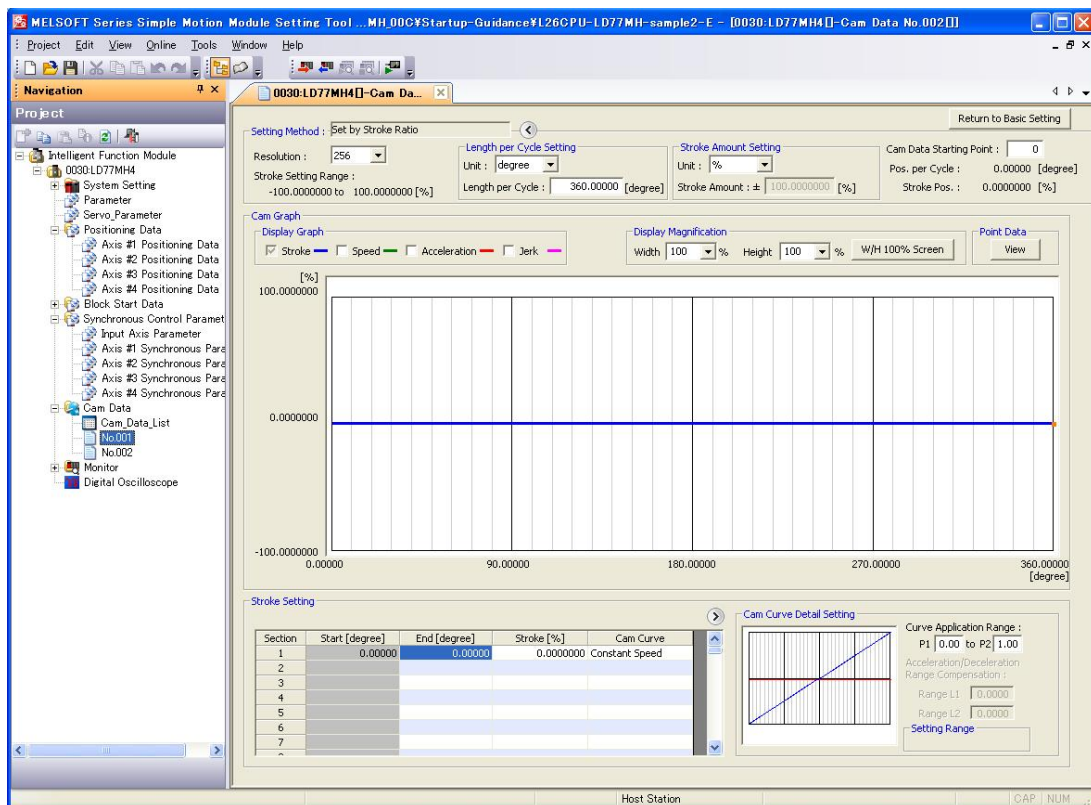 MELSOFT Series Simple Motion Module Setting Tool ...MH_00C¥Startup-Guidance¥L26CPU-LD77MH-sample2-E - [0030:LD77MH4[]-Cam Data No.002[]]
Project Edit View Online Tools Window Help
Navigation
0030:LD77MH4[]-Cam Da...
Project
Intelligent Function Module
0030:LD77MH4
System Setting
Parameter
Servo_Parameter
Positioning Data
Axis #1 Positioning Data
Axis #2 Positioning Data
Axis #3 Positioning Data
Axis #4 Positioning Data
Block Start Data
Synchronous Control Paramet
Input Axis Parameter
Axis #1 Synchronous Para
Axis #2 Synchronous Para
Axis #3 Synchronous Para
Axis #4 Synchronous Para
Cam Data
Cam_Data_List
No.001
No.002
Monitor
Digital Oscilloscope
Return to Basic Setting
Setting Method : Set by Stroke Ratio
Resolution : 256
Stroke Setting Range :
-100.0000000 to 100.0000000 [%]
Length per Cycle Setting
Unit : degree
Length per Cycle : 360.00000 [degree]
Stroke Amount Setting
Unit : %
Stroke Amount : ± 100.0000000 [%]
Cam Data Starting Point : 0
Pos. per Cycle : 0.00000 [degree]
Stroke Pos. : 0.0000000 [%]
Cam Graph
Display Graph
Stroke Speed Acceleration Jerk
Display Magnification
Width 100 % Height 100 % W/H 100% Screen
Point Data
View
[%]
100.0000000
0.0000000
-100.0000000
0.00000 90.00000 180.00000 270.00000 360.00000
[degree]
Stroke Setting
Section Start [degree] End [degree] Stroke [%] Cam Curve
1 0.00000 0.00000 0.0000000 Constant Speed
2
3
4
5
6
7
Cam Curve Detail Setting
Curve Application Range :
P1 0.00 to P2 1.00
Acceleration/Deceleration
Range Compensation :
Range L1 0.0000
Range L2 0.0000
Setting Range
Host Station
CAP NUM